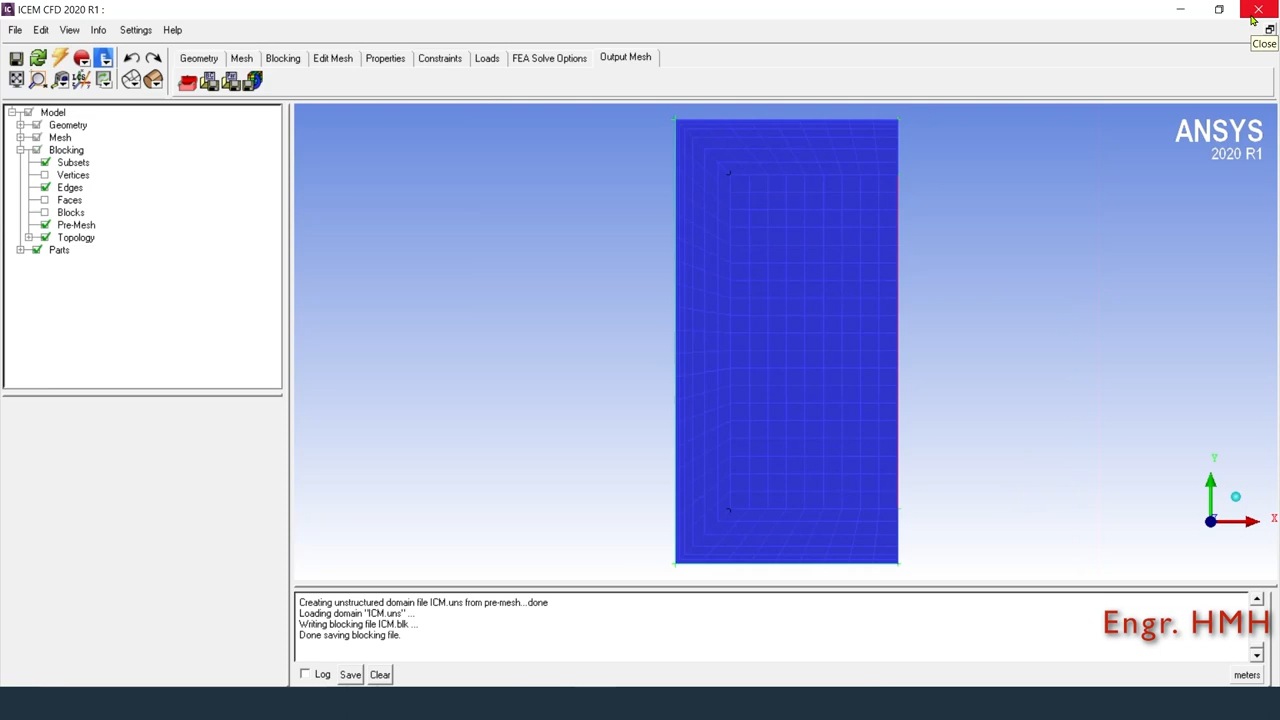 ICEM CFD 2020 R1 :
File Edit View Info Settings Help
Close
Geometry Mesh Blocking Edit Mesh Properties Constraints Loads FEA Solve Options Output Mesh
Model
Geometry
Mesh
Blocking
Subsets
Vertices
Edges
Faces
Blocks
Pre-Mesh
Topology
Parts
ANSYS
2020 R1
Y
X
Z
Creating unstructured domain file ICM.uns from pre-mesh...done
Loading domain "ICM.uns" ...
Writing blocking file ICM.blk ...
Done saving blocking file.
Engr. HMH
Log Save Clear
meters